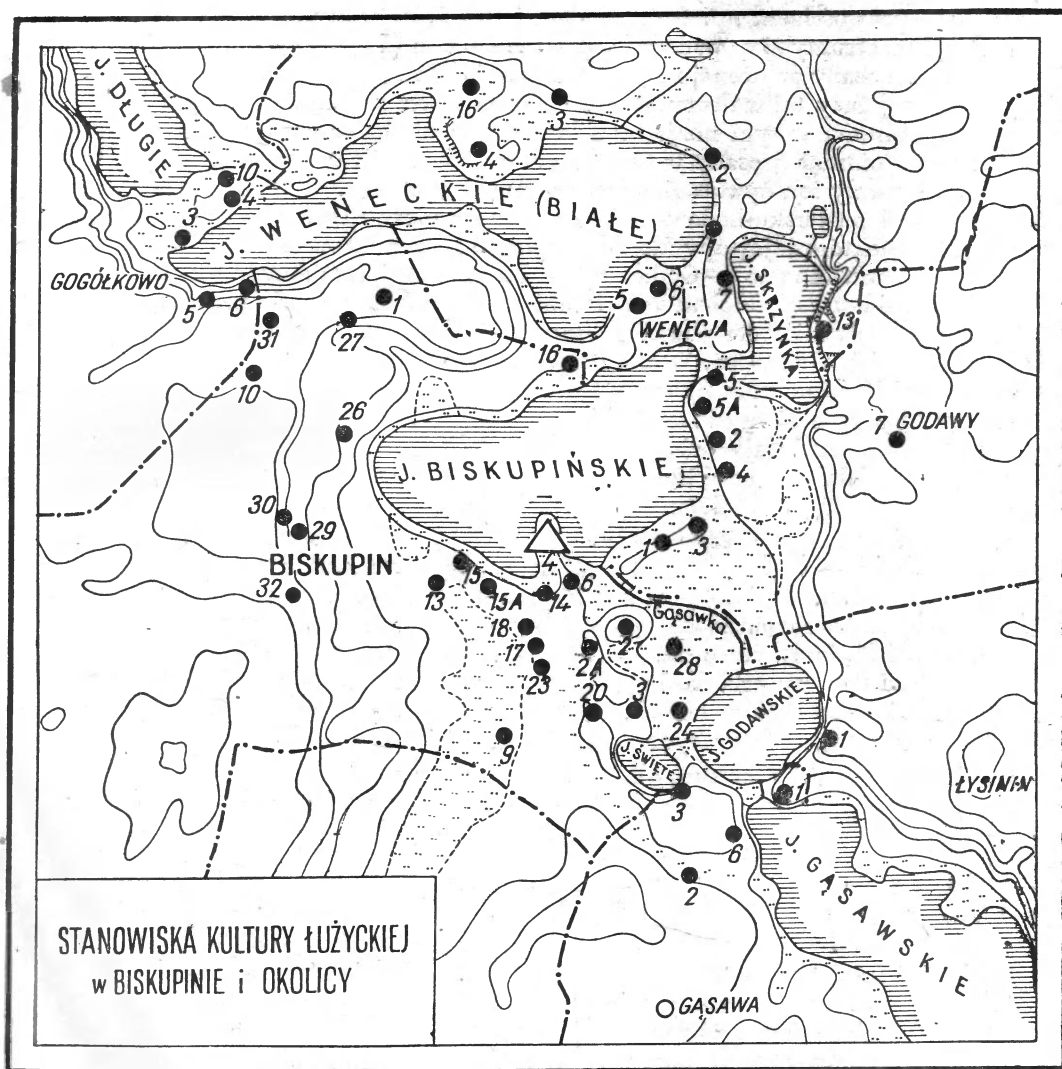 J. DŁUGIE
16
3
4
10
4
3
2
J. WENECKIE (BIAŁE)
GOGÓŁKOWO
5
6
1
31
27
5
6
7
J. SKRZYNKA
WENECJA
13
16
10
5
5A
7 GODAWY
2
26
4
J. BISKUPIŃSKIE
30
29
1
3
BISKUPIN
32
13
15
15A
4
14
6
18
17
23
Gąsawka
2
2A
28
20
3
24
J. GODAWSKIE
9
J. ŚWIĘTE
1
3
1
ŁYSININ
6
2
J. GĄSAWSKIE
STANOWISKA KULTURY ŁUŻYCKIEJ
w BISKUPINIE i OKOLICY
GĄSAWA